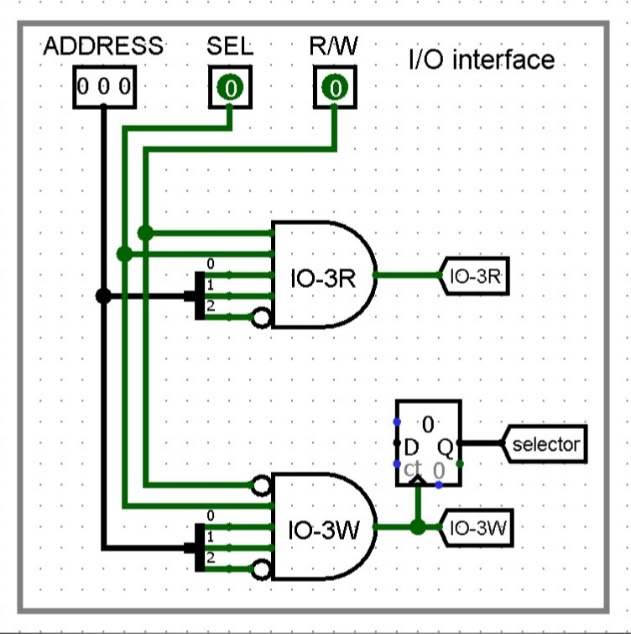 ADDRESS SEL R/W
I/O interface
0 0 0 0 0
0
1
2
IO-3R
IO-3R
0
D Q
ct 0
selector
0
1
2
IO-3W
IO-3W